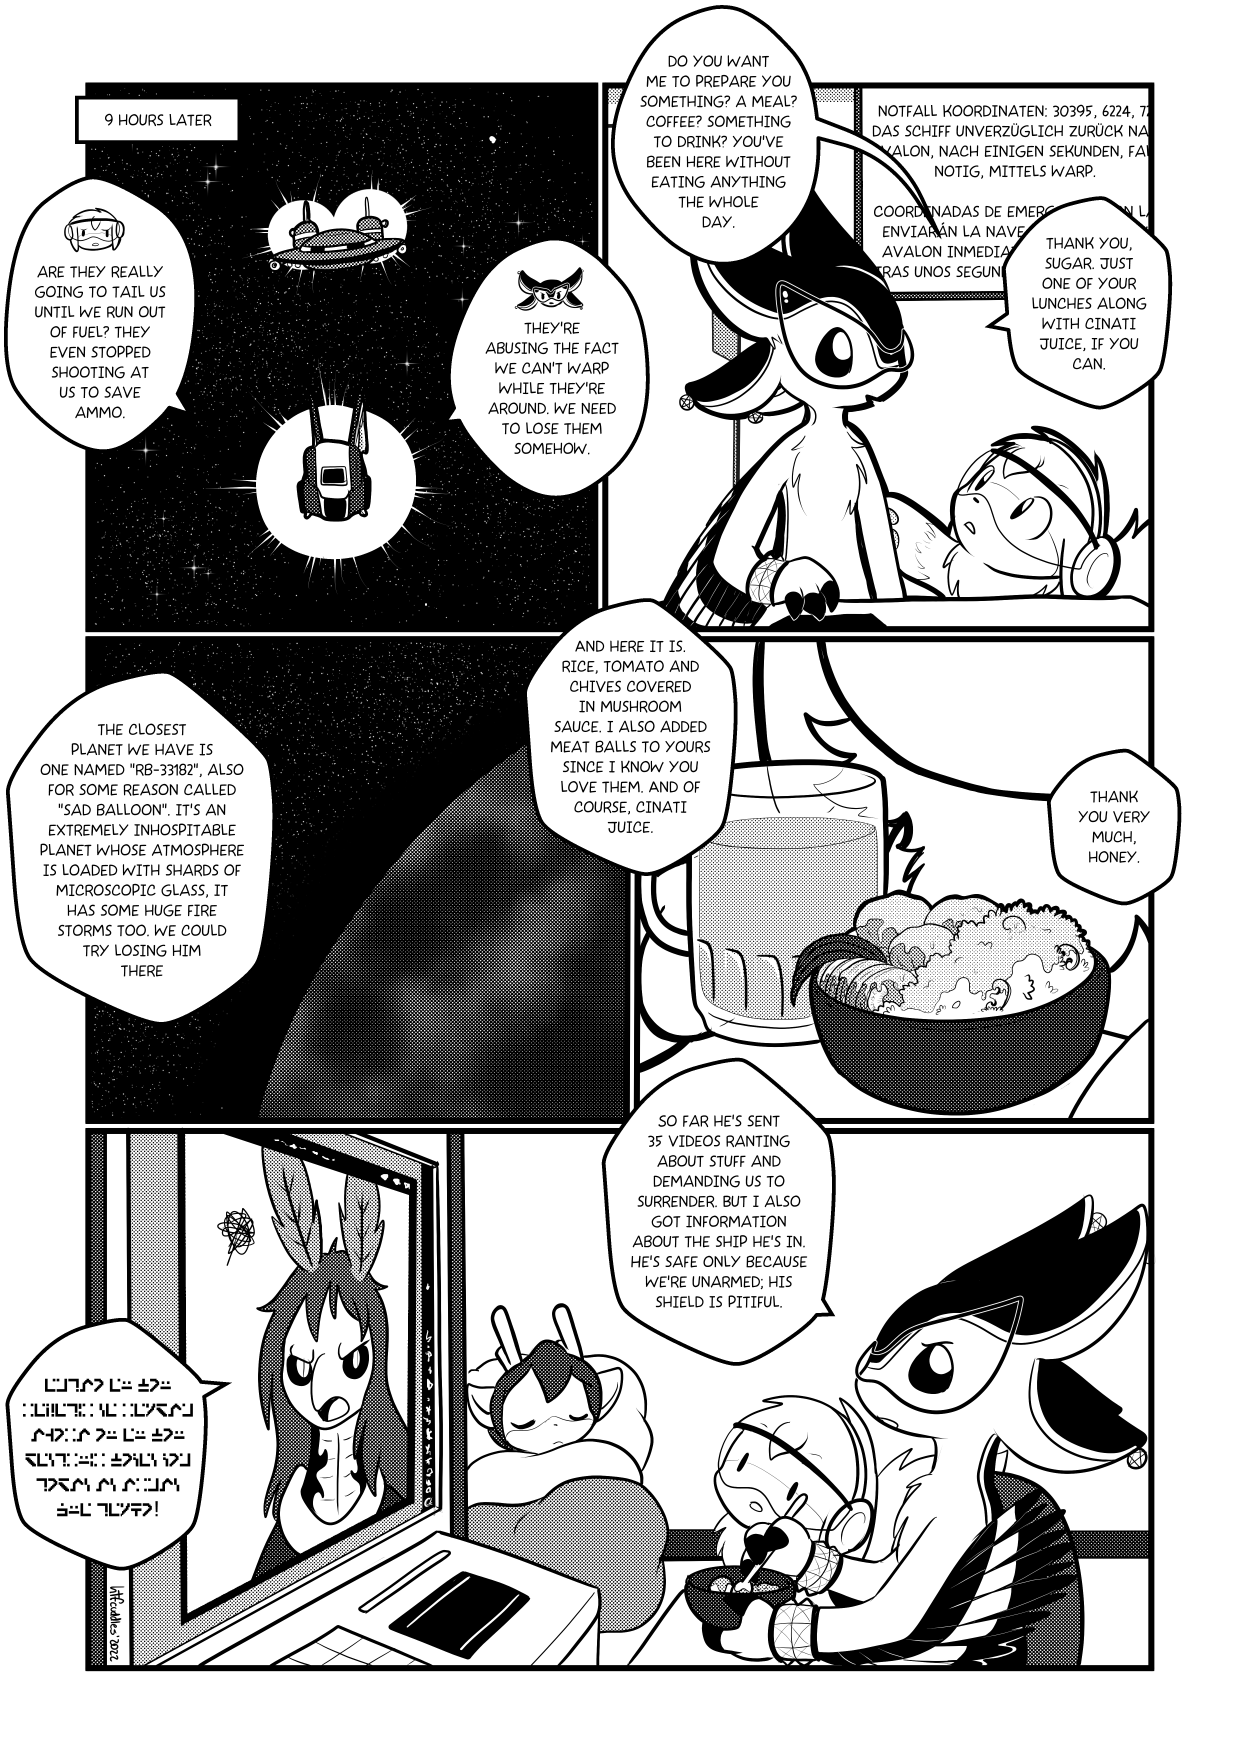 9 HOURS LATER
ARE THEY REALLY
GOING TO TAIL US
UNTIL WE RUN OUT
OF FUEL? THEY
EVEN STOPPED
SHOOTING AT
US TO SAVE
AMMO.
THEY'RE
ABUSING THE FACT
WE CAN'T WARP
WHILE THEY'RE
AROUND. WE NEED
TO LOSE THEM
SOMEHOW.
DO YOU WANT
ME TO PREPARE YOU
SOMETHING? A MEAL?
COFFEE? SOMETHING
TO DRINK? YOU'VE
BEEN HERE WITHOUT
EATING ANYTHING
THE WHOLE
DAY.
NOTFALL KOORDINATEN: 30395, 6224,
DAS SCHIFF UNVERZÜGLICH ZURÜCK
NACH EINIGEN SEKUNDEN,
NOTIG, MITTELS WARP.
COORDENADAS DE
ENVIARÁN LA NAVE
AVALON
UNOS
THANK YOU,
SUGAR. JUST
ONE OF YOUR
LUNCHES ALONG
WITH CINATI
JUICE, IF YOU
CAN.
THE CLOSEST
PLANET WE HAVE IS
ONE NAMED "RB-33182", ALSO
FOR SOME REASON CALLED
"SAD BALLOON". IT'S AN
EXTREMELY INHOSPITABLE
PLANET WHOSE ATMOSPHERE
IS LOADED WITH SHARDS OF
MICROSCOPIC GLASS, IT
HAS SOME HUGE FIRE
STORMS TOO. WE COULD
TRY LOSING HIM
THERE
AND HERE IT IS.
RICE, TOMATO AND
CHIVES COVERED
IN MUSHROOM
SAUCE. I ALSO ADDED
MEAT BALLS TO YOURS
SINCE I KNOW YOU
LOVE THEM. AND OF
COURSE, CINATI
JUICE.
THANK
YOU VERY
MUCH,
HONEY.
SO FAR HE'S SENT
35 VIDEOS RANTING
ABOUT STUFF AND
DEMANDING US TO
SURRENDER. BUT I ALSO
GOT INFORMATION
ABOUT THE SHIP HE'S IN.
HE'S SAFE ONLY BECAUSE
WE'RE UNARMED; HIS
SHIELD IS PITIFUL.
hffcuddles '2022